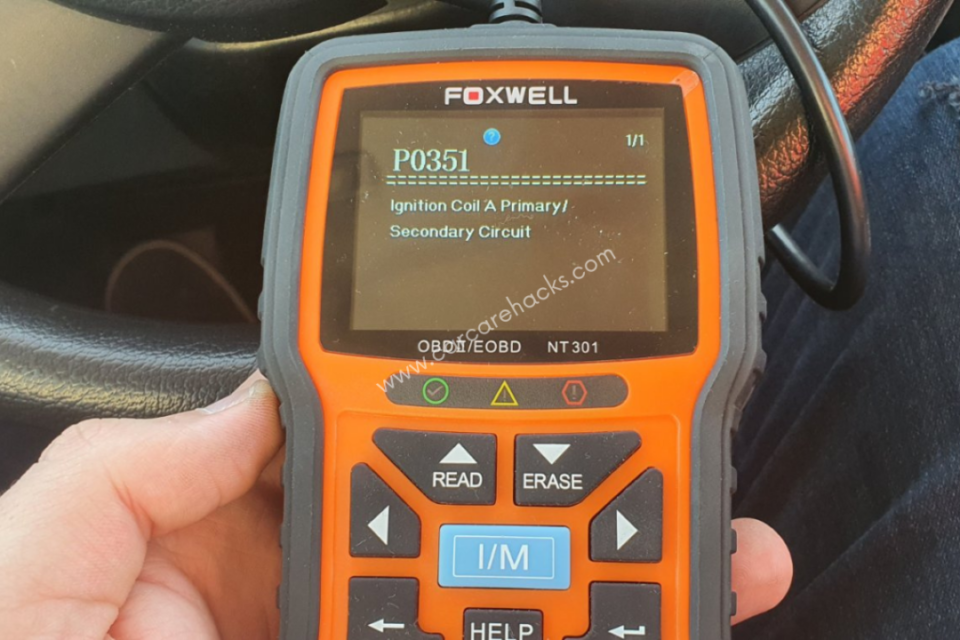 FOXWELL
1/1
P0351
Ignition Coil A Primary/
Secondary Circuit
www.carcarehacks.com
OBDII/EOBD NT301
READ
ERASE
I/M
HELP